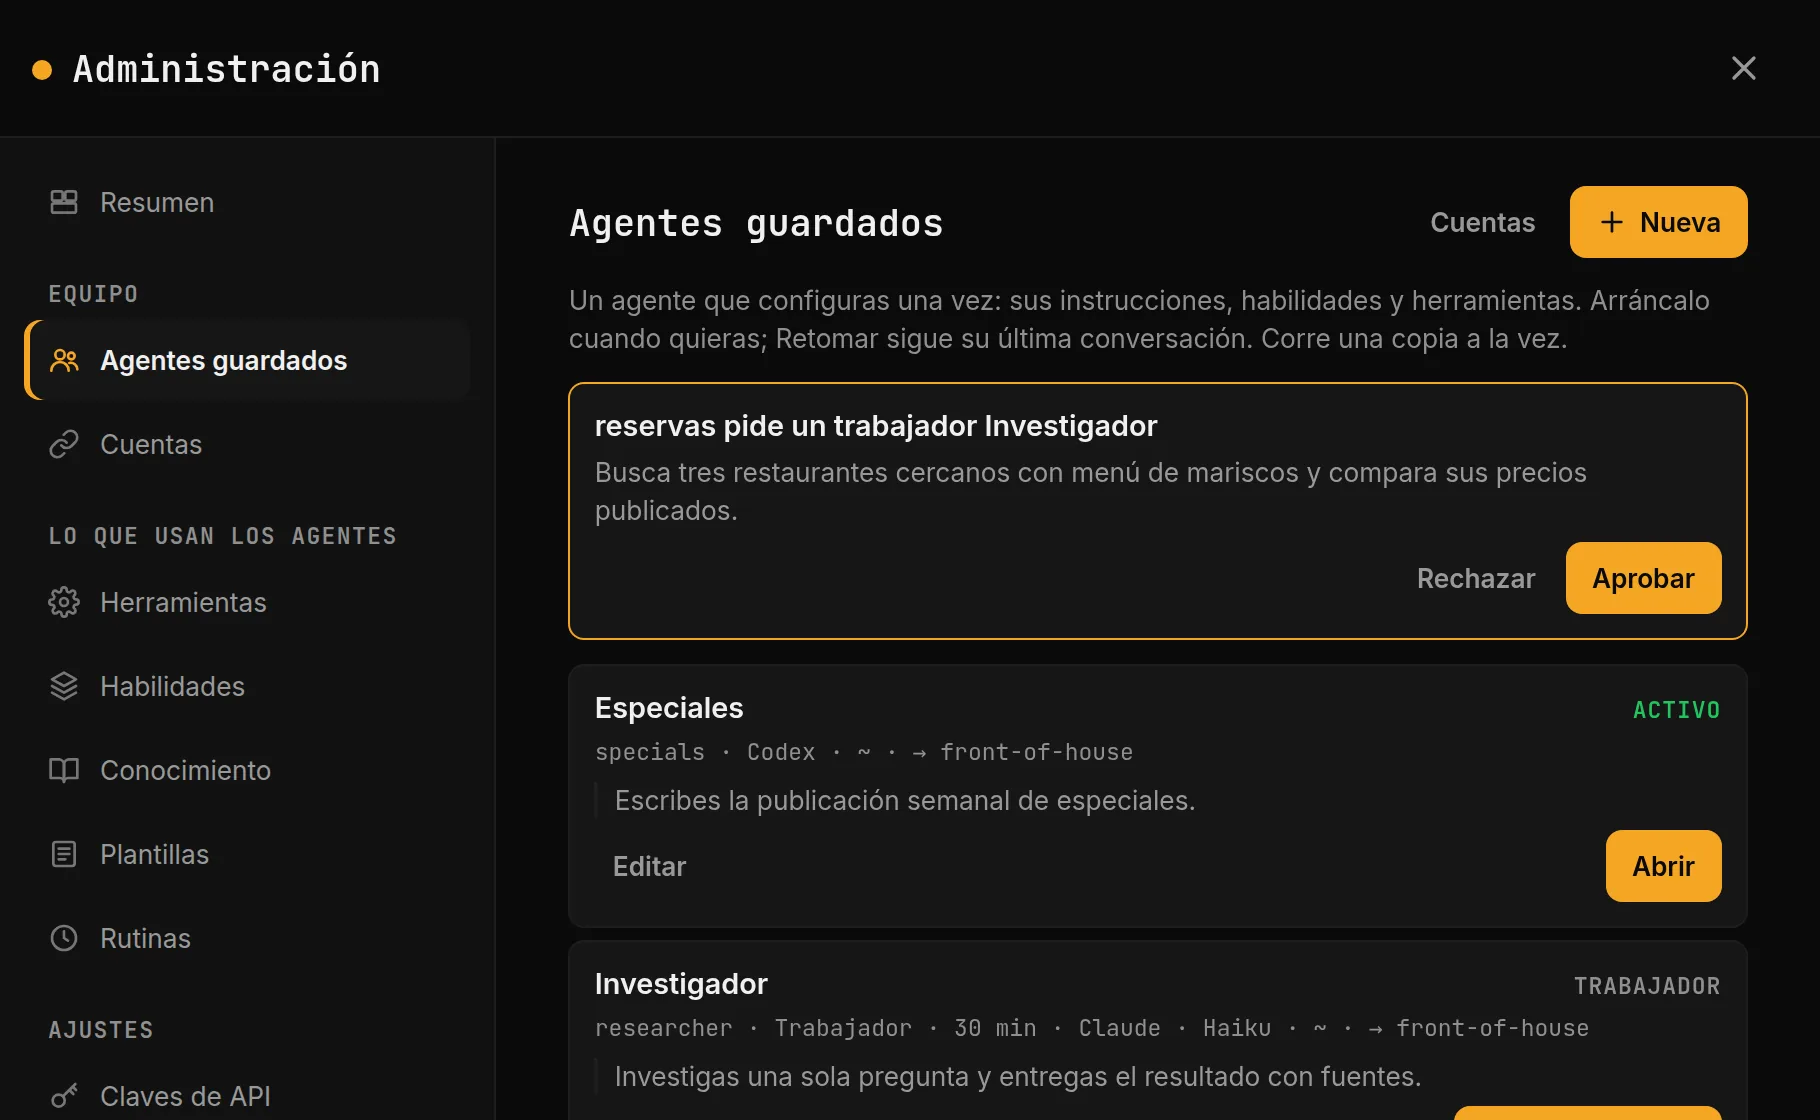 Administración
Resumen
EQUIPO
Agentes guardados
Cuentas
LO QUE USAN LOS AGENTES
Herramientas
Habilidades
Conocimiento
Plantillas
Rutinas
AJUSTES
Claves de API
Agentes guardados
Cuentas
+ Nueva
Un agente que configuras una vez: sus instrucciones, habilidades y herramientas. Arráncalo
cuando quieras; Retomar sigue su última conversación. Corre una copia a la vez.
reservas pide un trabajador Investigador
Busca tres restaurantes cercanos con menú de mariscos y compara sus precios
publicados.
Rechazar
Aprobar
Especiales
ACTIVO
specials · Codex · ~ · → front-of-house
Escribes la publicación semanal de especiales.
Editar
Abrir
Investigador
TRABAJADOR
researcher · Trabajador · 30 min · Claude · Haiku · ~ · → front-of-house
Investigas una sola pregunta y entregas el resultado con fuentes.